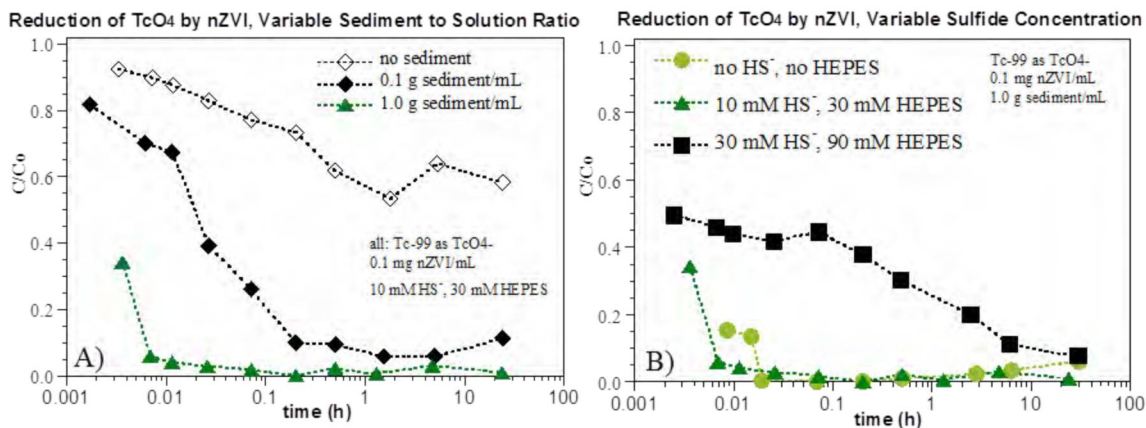 Reduction of TcO4 by nZVI, Variable Sediment to Solution Ratio
1.0
0.8
0.6
0.4
0.2
0.0
C/Co
no sediment
0.1 g sediment/mL
1.0 g sediment/mL
all: Tc-99 as TcO4-
0.1 mg nZVI/mL
10 mM HS-, 30 mM HEPES
A)
0.001
0.01
0.1
1
10
100
time (h)
Reduction of TcO4 by nZVI, Variable Sulfide Concentration
1.0
0.8
0.6
0.4
0.2
0.0
C/Co
no HS-, no HEPES
10 mM HS-, 30 mM HEPES
30 mM HS-, 90 mM HEPES
Tc-99 as TcO4-
0.1 mg nZVI/mL
1.0 g sediment/mL
B)
0.001
0.01
0.1
1
10
100
time (h)